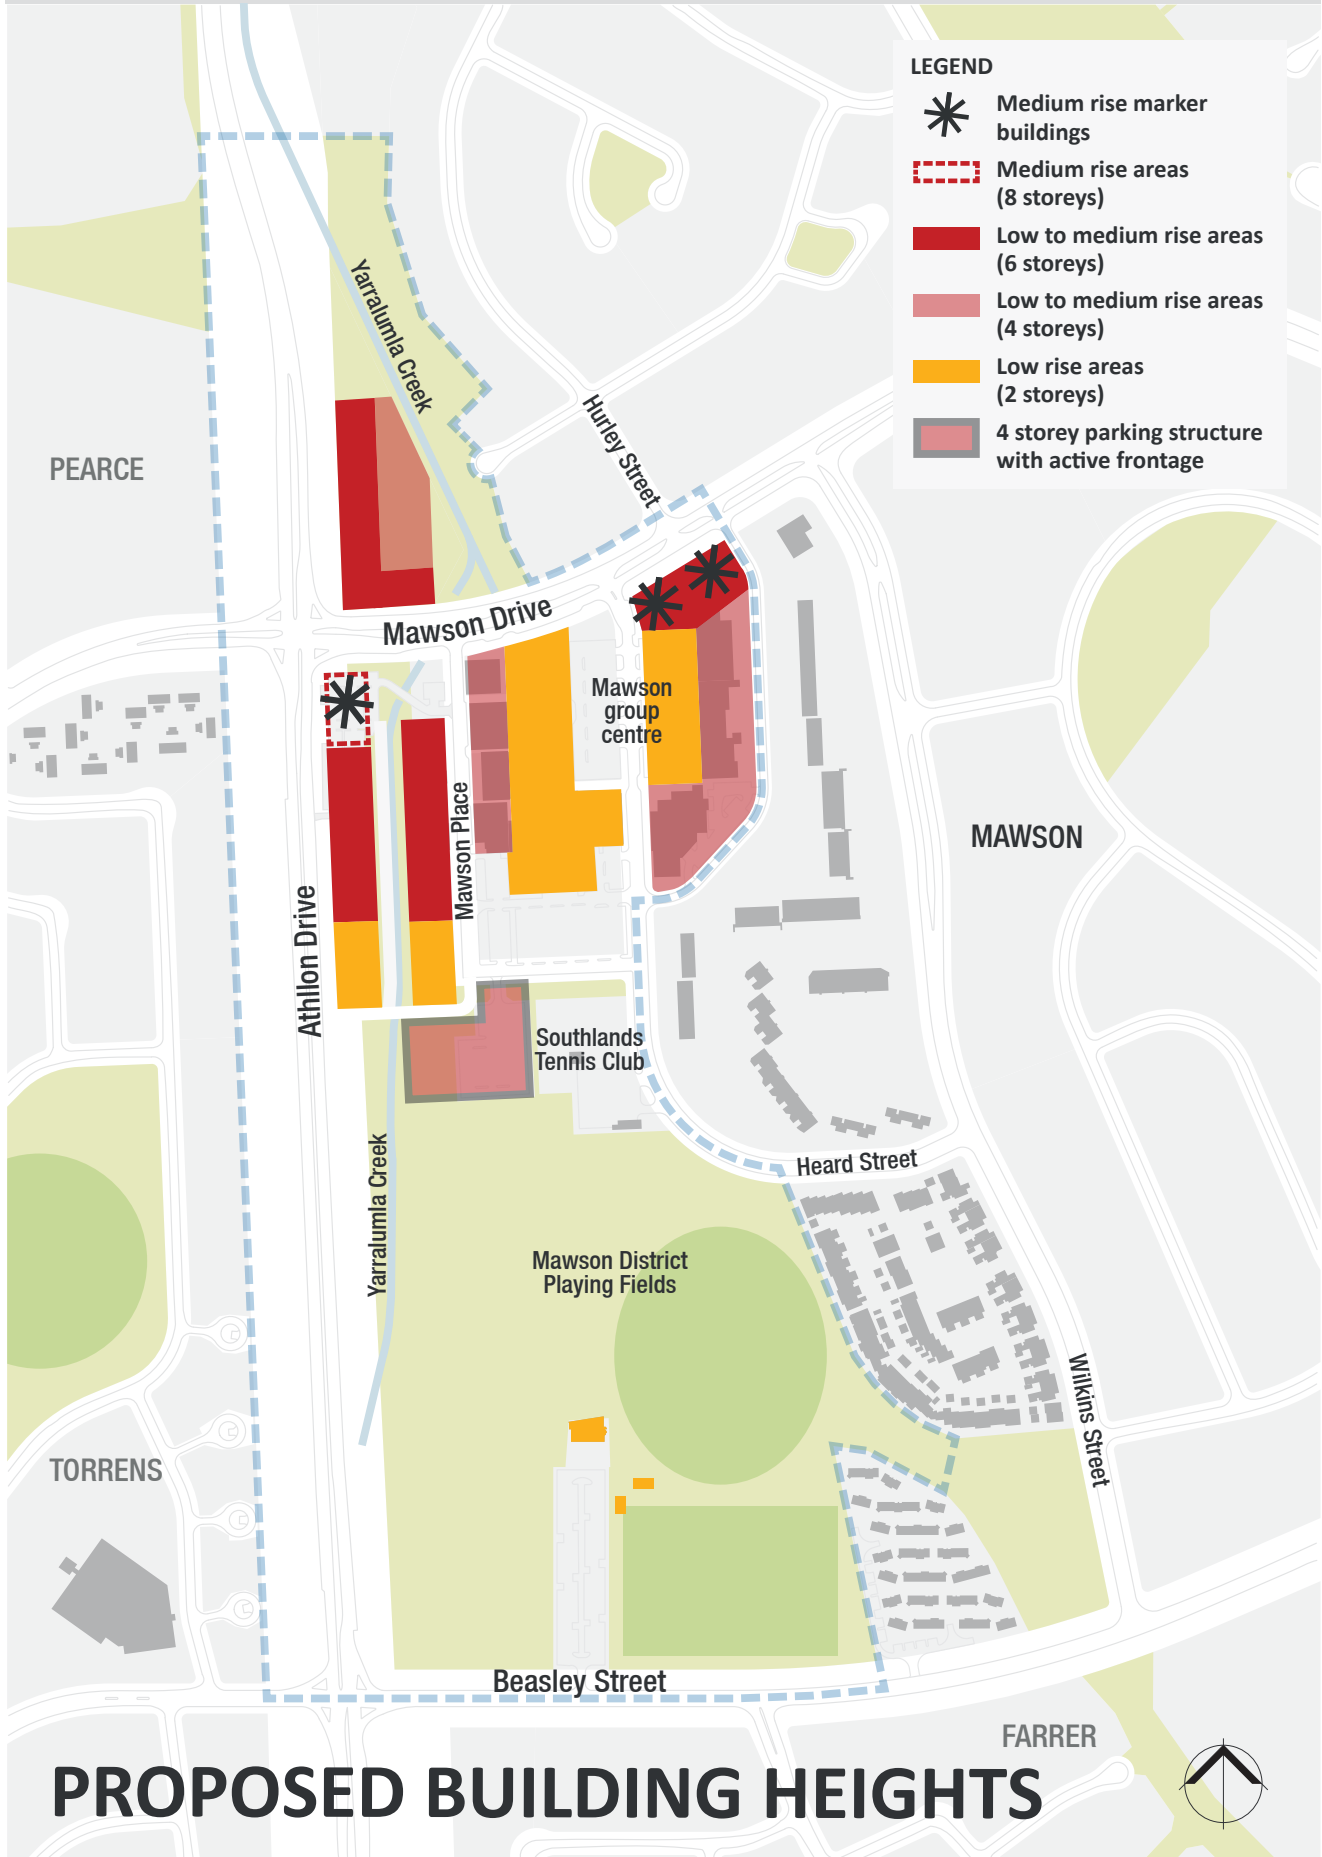 LEGEND
Medium rise marker
buildings
Medium rise areas
(8 storeys)
Low to medium rise areas
(6 storeys)
Low to medium rise areas
(4 storeys)
Low rise areas
(2 storeys)
4 storey parking structure
with active frontage
Yarralumla Creek
Hurley Street
PEARCE
Mawson Drive
Mawson
group
centre
Mawson Place
MAWSON
Athllon Drive
Southlands
Tennis Club
Yarralumla Creek
Heard Street
Mawson District
Playing Fields
Wilkins Street
TORRENS
Beasley Street
FARRER
PROPOSED BUILDING HEIGHTS